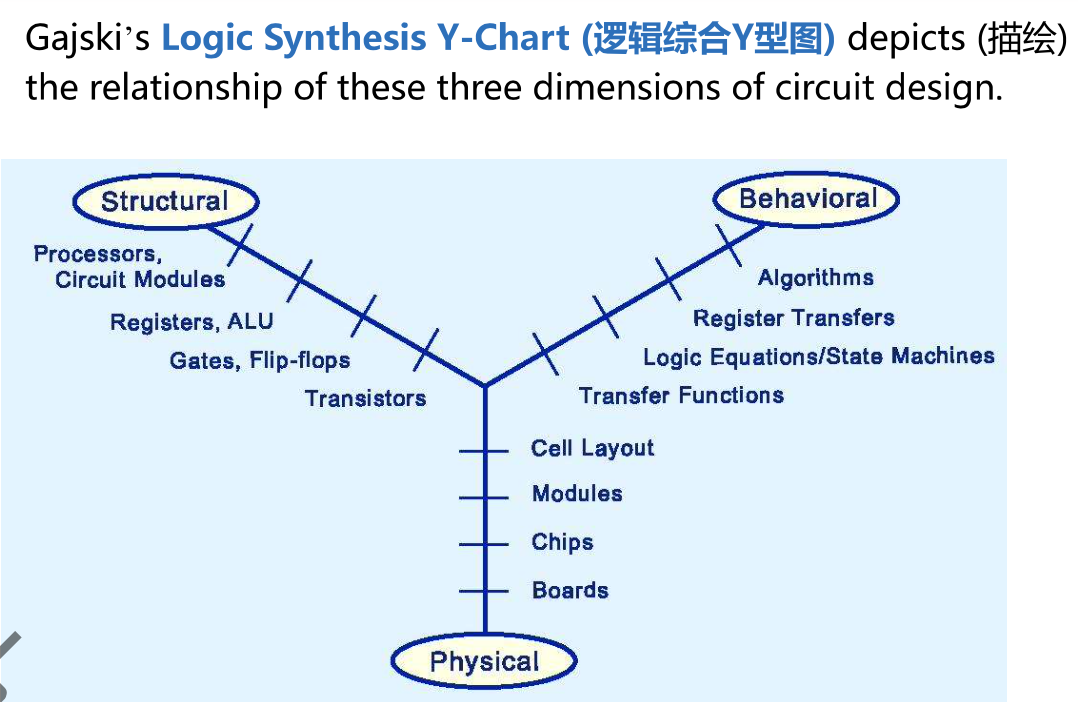 Gajski’s Logic Synthesis Y-Chart (逻辑综合Y型图) depicts (描绘)
the relationship of these three dimensions of circuit design.
Structural
Behavioral
Processors,
Circuit Modules
Registers, ALU
Gates, Flip-flops
Transistors
Algorithms
Register Transfers
Logic Equations/State Machines
Transfer Functions
Cell Layout
Modules
Chips
Boards
Physical